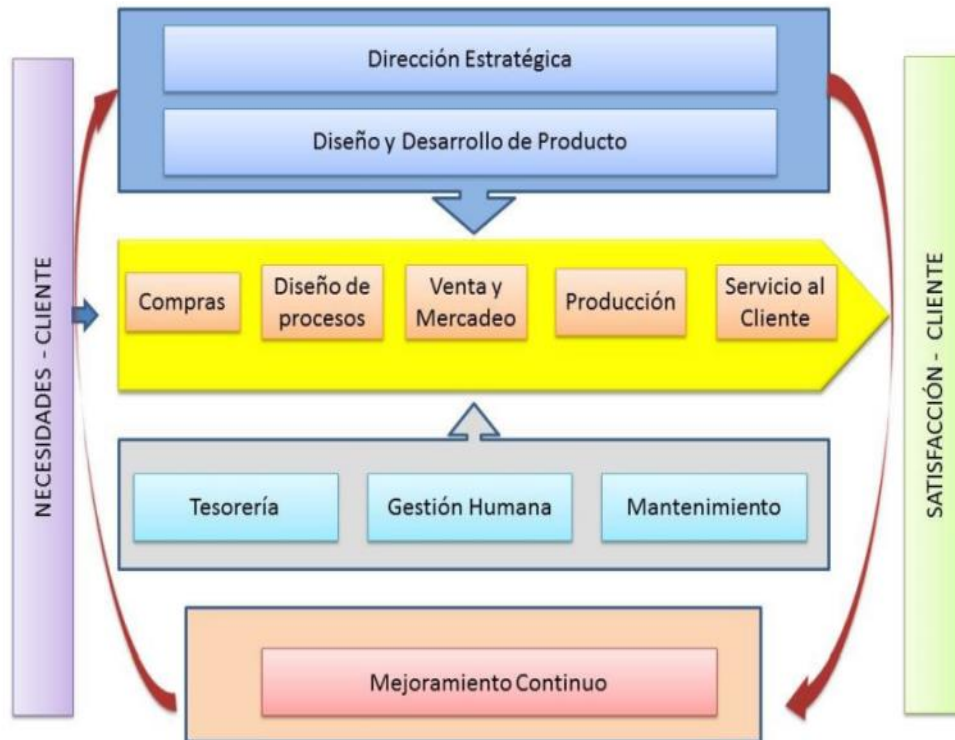 Dirección Estratégica
Diseño y Desarrollo de Producto
NECESIDADES - CLIENTE
Compras
Diseño de
procesos
Venta y
Mercadeo
Producción
Servicio al
Cliente
SATISFACCIÓN - CLIENTE
Tesorería
Gestión Humana
Mantenimiento
Mejoramiento Continuo